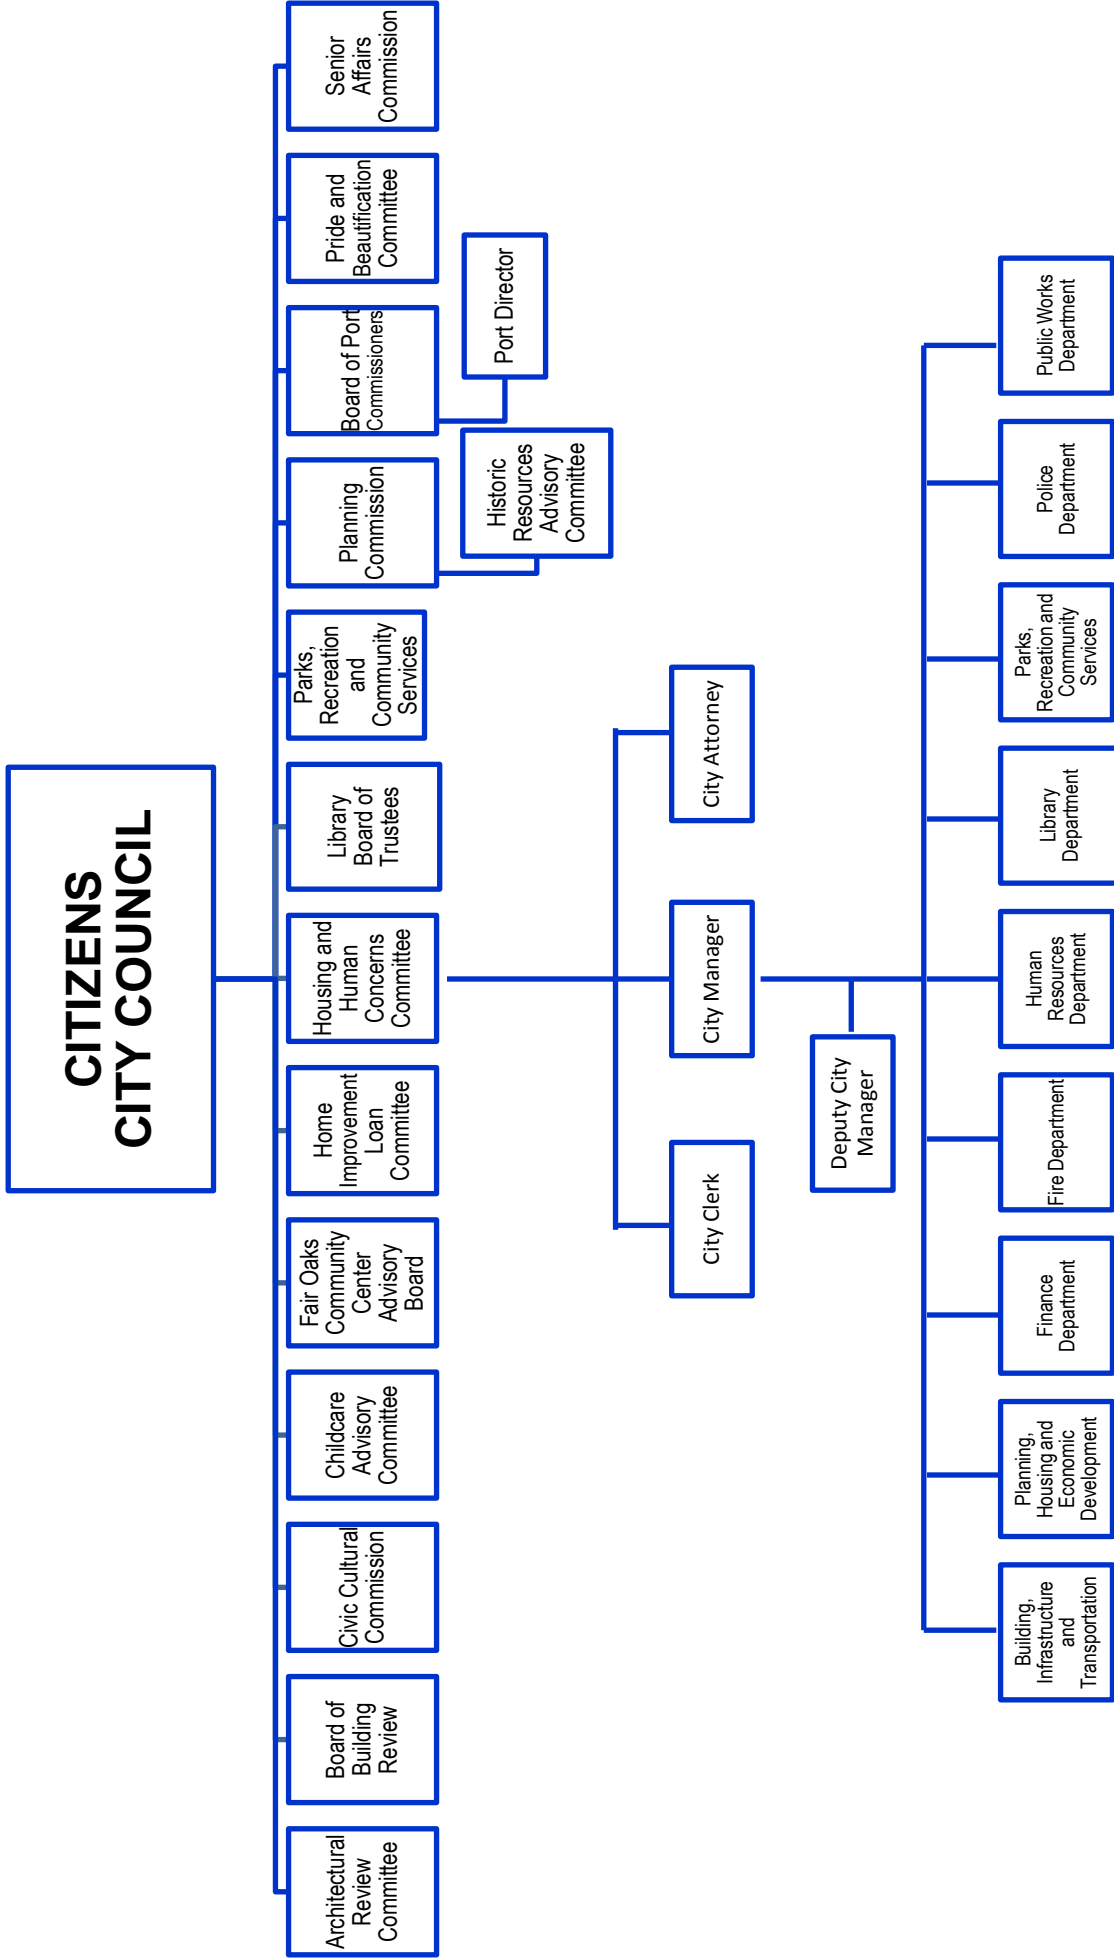 CITIZENS
CITY COUNCIL
Architectural
Review
Committee
Board of
Building
Review
Civic Cultural
Commission
Childcare
Advisory
Committee
Fair Oaks
Community
Center
Advisory
Board
Home
Improvement
Loan
Committee
Housing and
Human
Concerns
Committee
Library
Board of
Trustees
Parks,
Recreation
and
Community
Services
Planning
Commission
Board of Port
Commissioners
Pride and
Beautification
Committee
Senior
Affairs
Commission
Historic
Resources
Advisory
Committee
Port Director
City Clerk
City Manager
City Attorney
Deputy City
Manager
Building,
Infrastructure
and
Transportation
Planning,
Housing and
Economic
Development
Finance
Department
Fire Department
Human
Resources
Department
Library
Department
Parks,
Recreation and
Community
Services
Police
Department
Public Works
Department